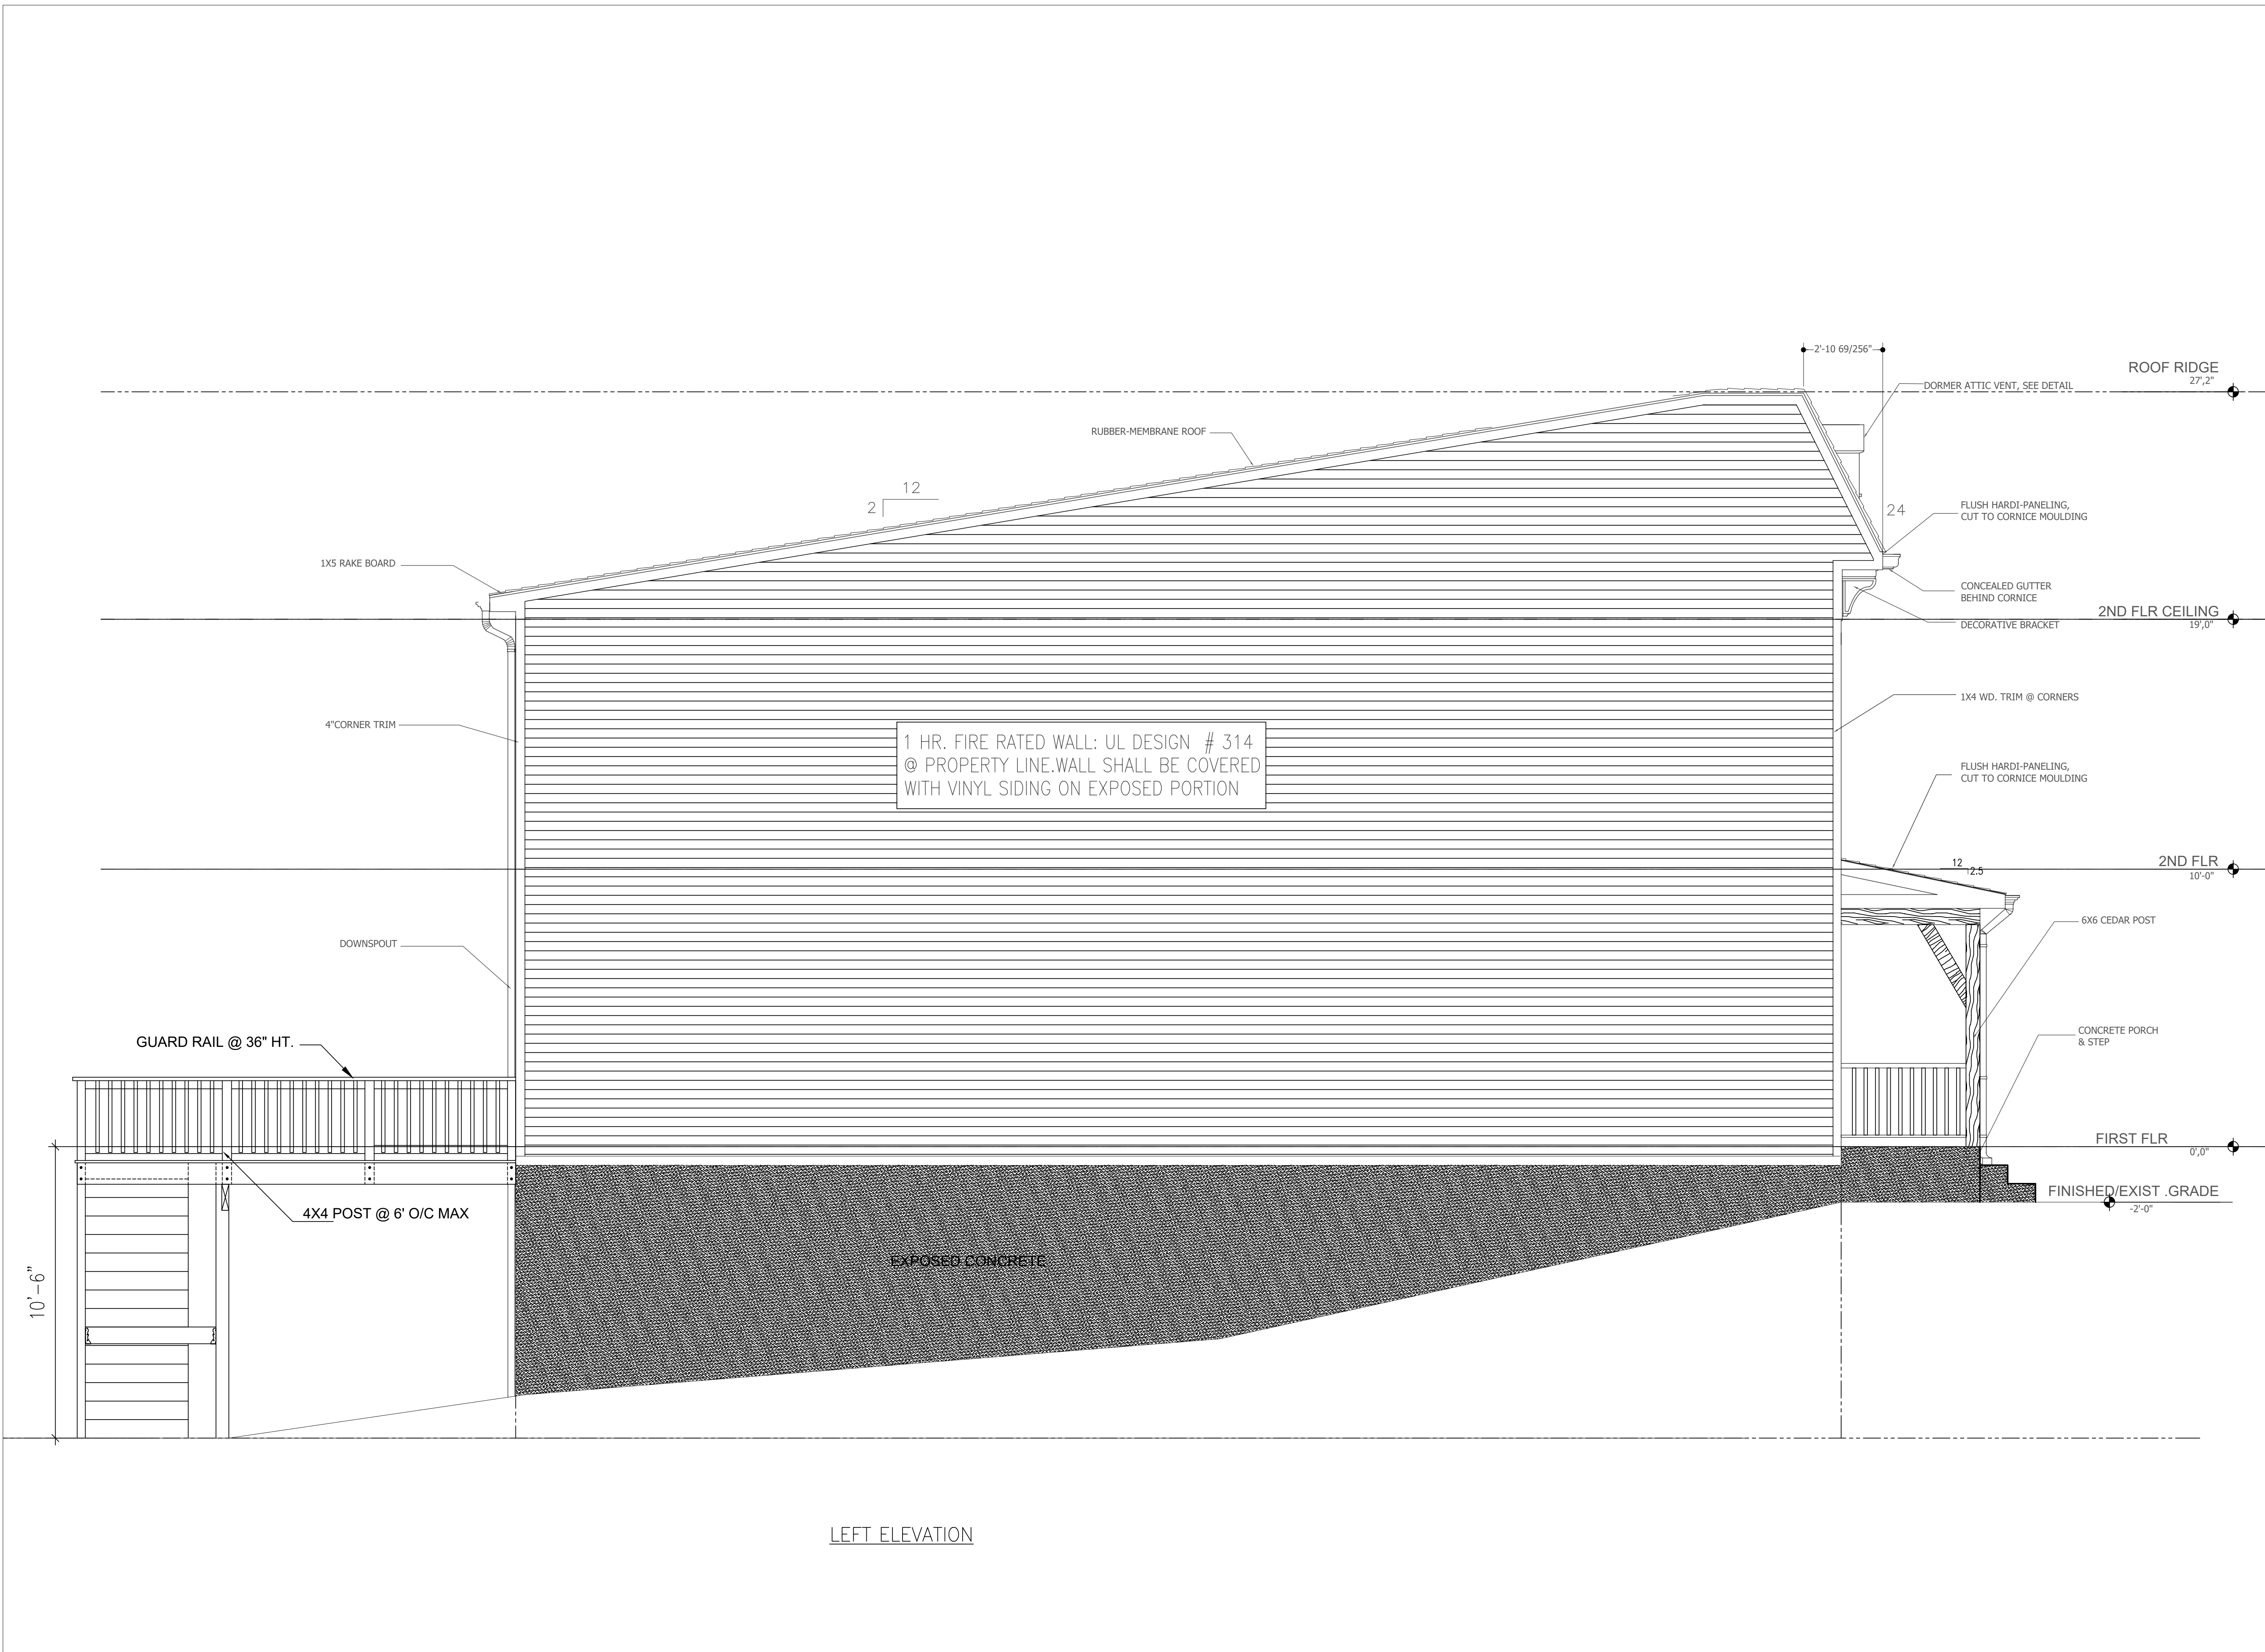 2'-10 69/256"
ROOF RIDGE
27',2"
DORMER ATTIC VENT, SEE DETAIL
RUBBER-MEMBRANE ROOF
12
2
24
FLUSH HARDI-PANELING,
CUT TO CORNICE MOULDING
1X5 RAKE BOARD
CONCEALED GUTTER
BEHIND CORNICE
2ND FLR CEILING
19',0"
DECORATIVE BRACKET
1X4 WD. TRIM @ CORNERS
4"CORNER TRIM
1 HR. FIRE RATED WALL: UL DESIGN # 314
@ PROPERTY LINE.WALL SHALL BE COVERED
WITH VINYL SIDING ON EXPOSED PORTION
FLUSH HARDI-PANELING,
CUT TO CORNICE MOULDING
12
2.5
2ND FLR
10'-0"
6X6 CEDAR POST
DOWNSPOUT
CONCRETE PORCH
& STEP
GUARD RAIL @ 36" HT.
FIRST FLR
0',0"
FINISHED/EXIST .GRADE
-2'-0"
4X4 POST @ 6' O/C MAX
EXPOSED CONCRETE
10'-6"
LEFT ELEVATION